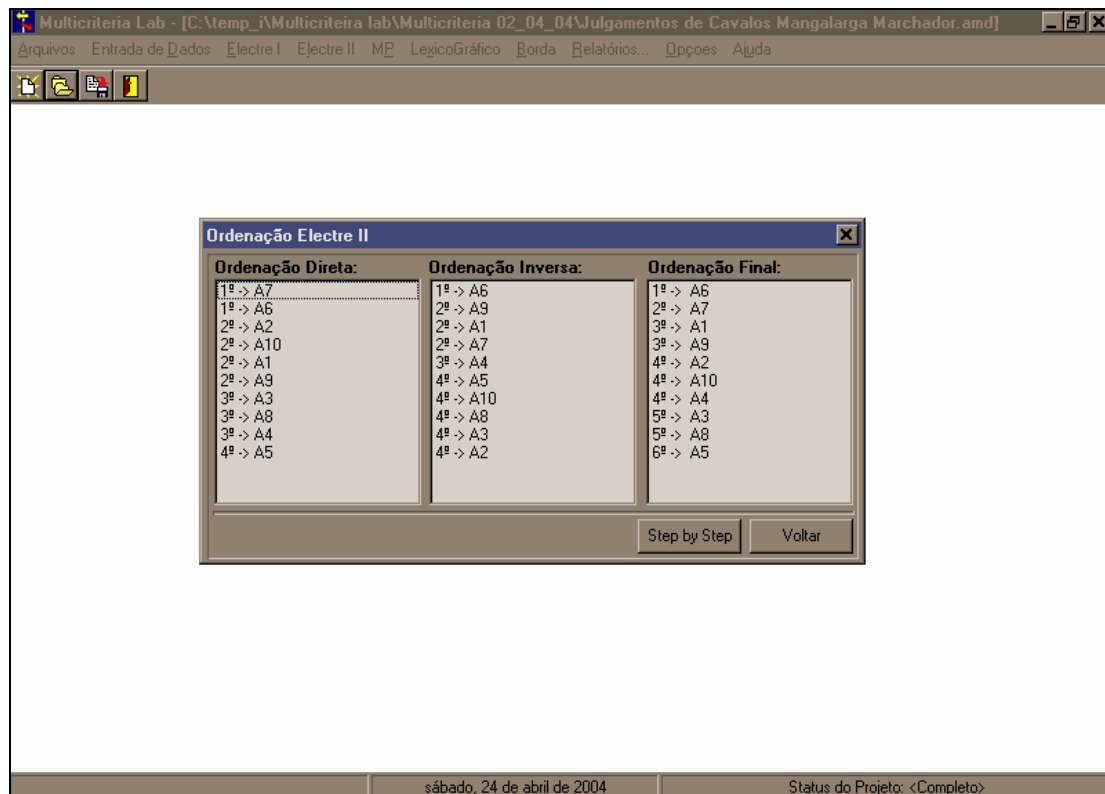 Multicriteria Lab - [C:\temp_i\Multicriteira lab\Multicriteria 02_04_04\Julgamentos de Cavalos Mangalarga Marchador.amd]
Arquivos Entrada de Dados Electre I Electre II MP LexicoGráfico Borda Relatórios... Opçoes Ajuda
Ordenação Electre II
Ordenação Direta:
1º -> A7
1º -> A6
2º -> A2
2º -> A10
2º -> A1
2º -> A9
3º -> A3
3º -> A8
3º -> A4
4º -> A5
Ordenação Inversa:
1º -> A6
2º -> A9
2º -> A1
2º -> A7
3º -> A4
4º -> A5
4º -> A10
4º -> A8
4º -> A3
4º -> A2
Ordenação Final:
1º -> A6
2º -> A7
3º -> A1
3º -> A9
4º -> A2
4º -> A10
4º -> A4
5º -> A3
5º -> A8
6º -> A5
Step by Step
Voltar
sábado, 24 de abril de 2004
Status do Projeto: <Completo>